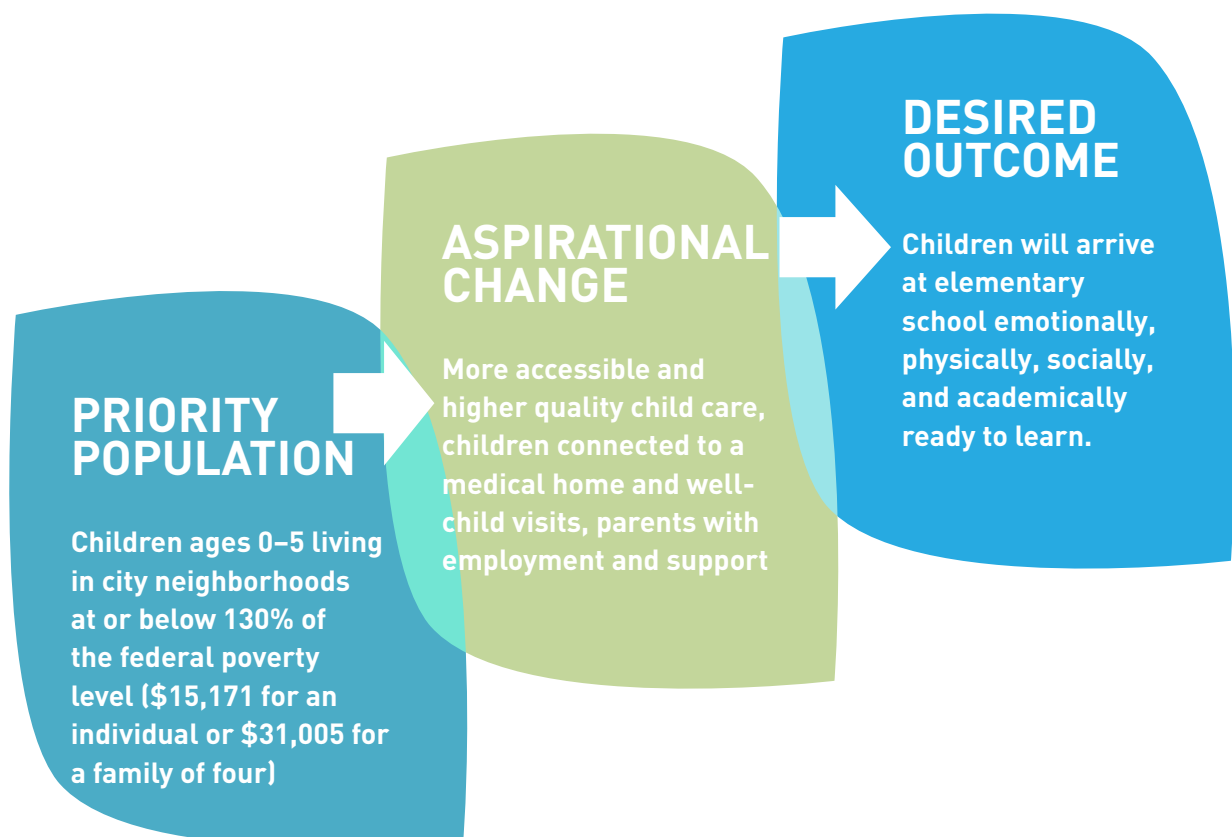 PRIORITY
POPULATION
Children ages 0–5 living
in city neighborhoods
at or below 130% of
the federal poverty
level ($15,171 for an
individual or $31,005 for
a family of four)
ASPIRATIONAL
CHANGE
More accessible and
higher quality child care,
children connected to a
medical home and well-
child visits, parents with
employment and support
DESIRED
OUTCOME
Children will arrive
at elementary
school emotionally,
physically, socially,
and academically
ready to learn.